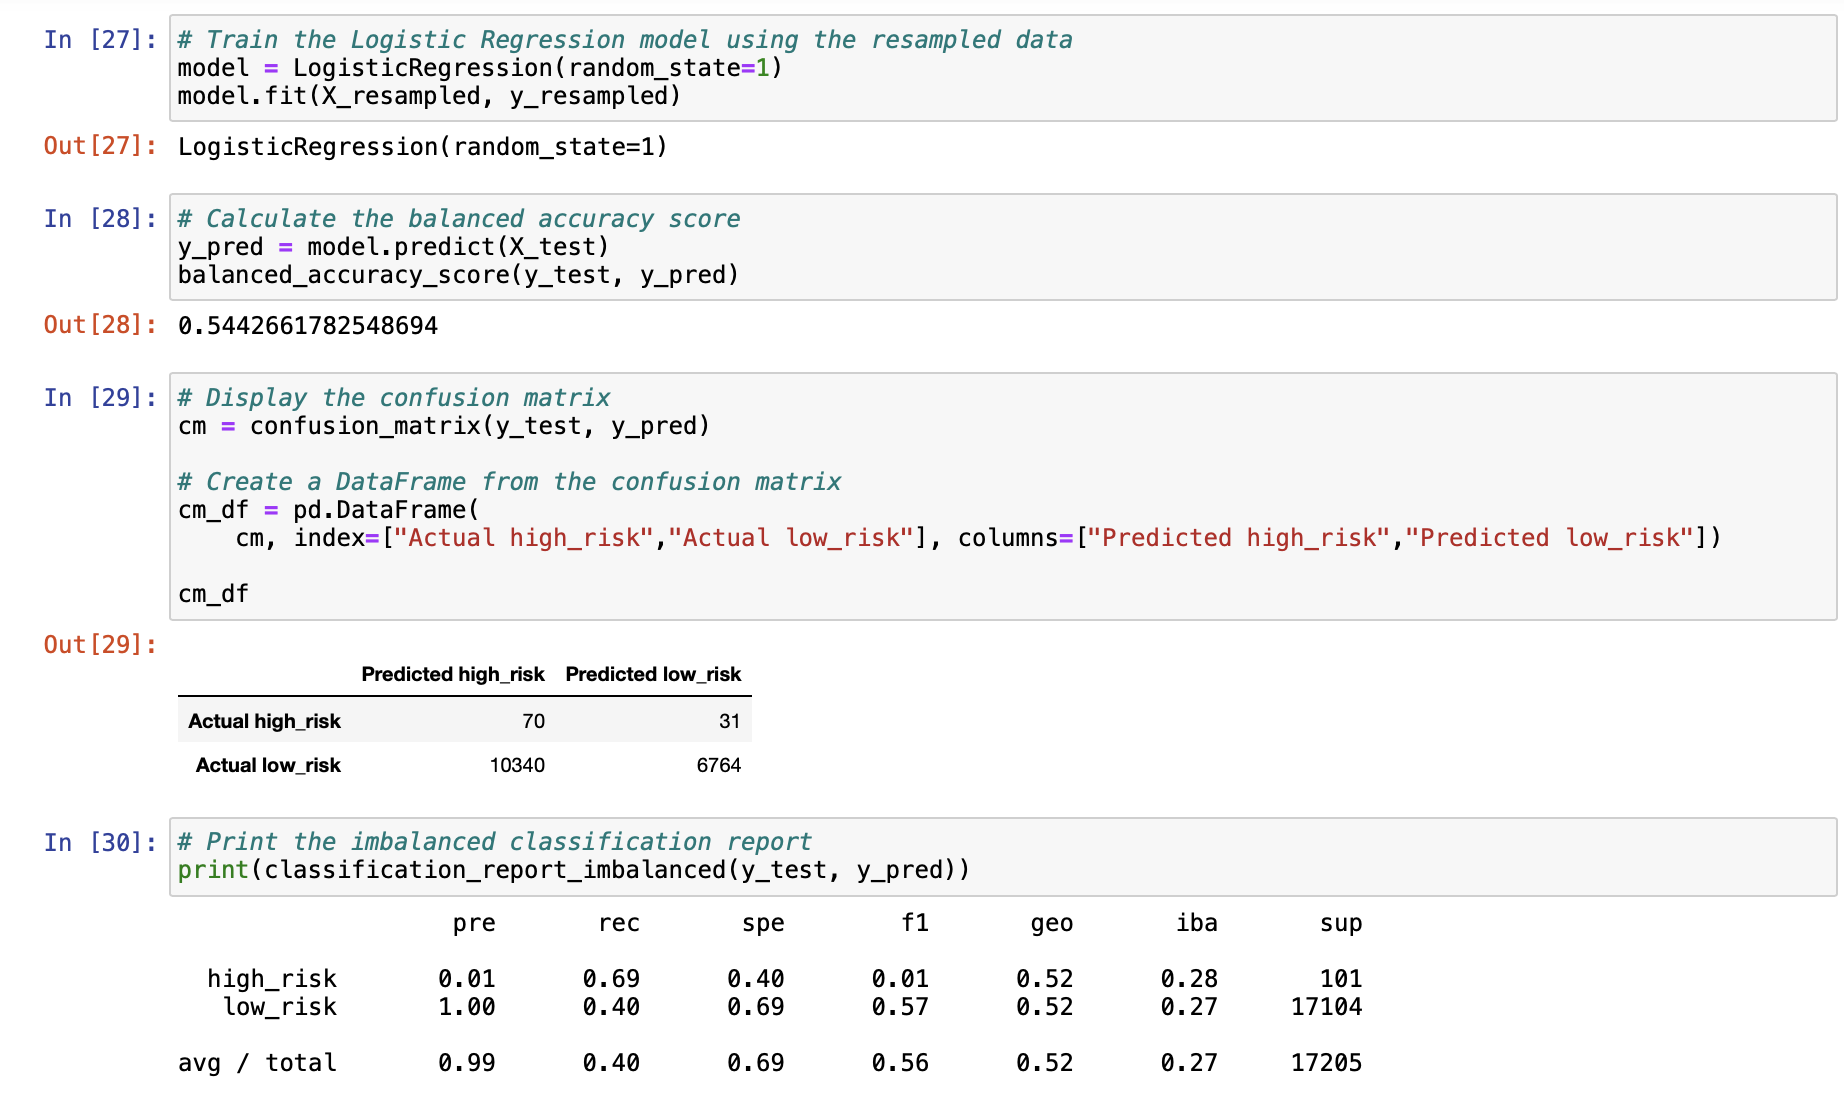 In [27]: # Train the Logistic Regression model using the resampled data
model = LogisticRegression(random_state=1)
model.fit(X_resampled, y_resampled)
Out[27]: LogisticRegression(random_state=1)
In [28]: # Calculate the balanced accuracy score
y_pred = model.predict(X_test)
balanced_accuracy_score(y_test, y_pred)
Out[28]: 0.5442661782548694
In [29]: # Display the confusion matrix
cm = confusion_matrix(y_test, y_pred)
# Create a DataFrame from the confusion matrix
cm_df = pd.DataFrame(
    cm, index=["Actual high_risk","Actual low_risk"], columns=["Predicted high_risk","Predicted low_risk"])
cm_df
Out[29]:
Predicted high_risk Predicted low_risk
Actual high_risk 70 31
Actual low_risk 10340 6764
In [30]: # Print the imbalanced classification report
print(classification_report_imbalanced(y_test, y_pred))
pre rec spe f1 geo iba sup
high_risk 0.01 0.69 0.40 0.01 0.52 0.28 101
low_risk 1.00 0.40 0.69 0.57 0.52 0.27 17104
avg / total 0.99 0.40 0.69 0.56 0.52 0.27 17205